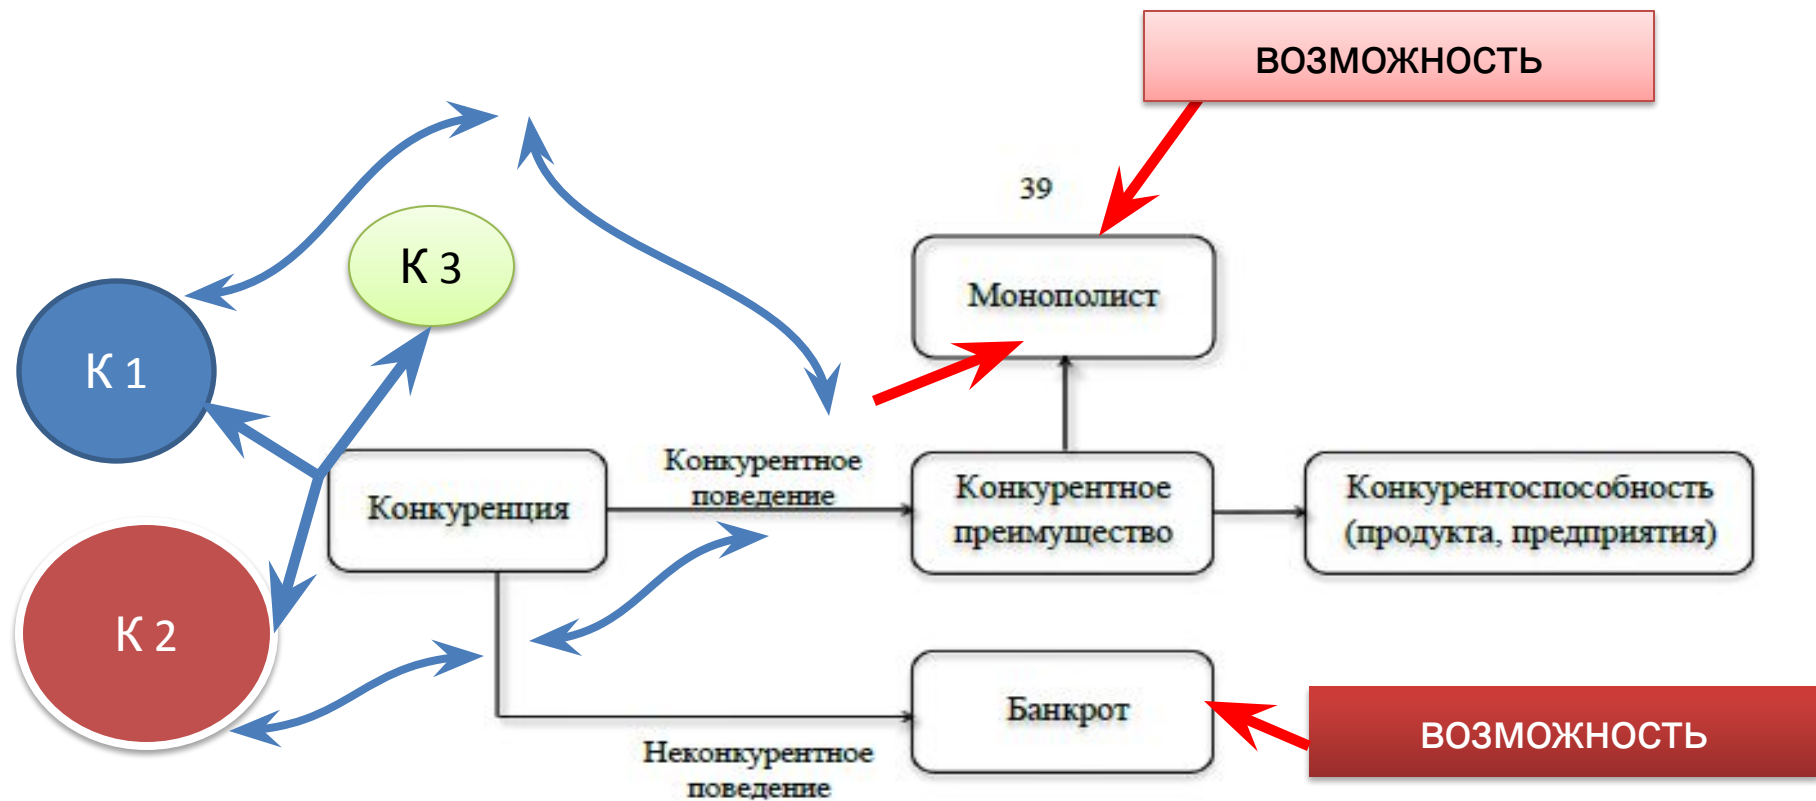 ВОЗМОЖНОСТЬ
39
К 3
Монополист
К 1
Конкуренция
Конкурентное
поведение
Конкурентное
преимущество
Конкурентоспособность
(продукта, предприятия)
К 2
Банкрот
ВОЗМОЖНОСТЬ
Неконкурентное
поведение